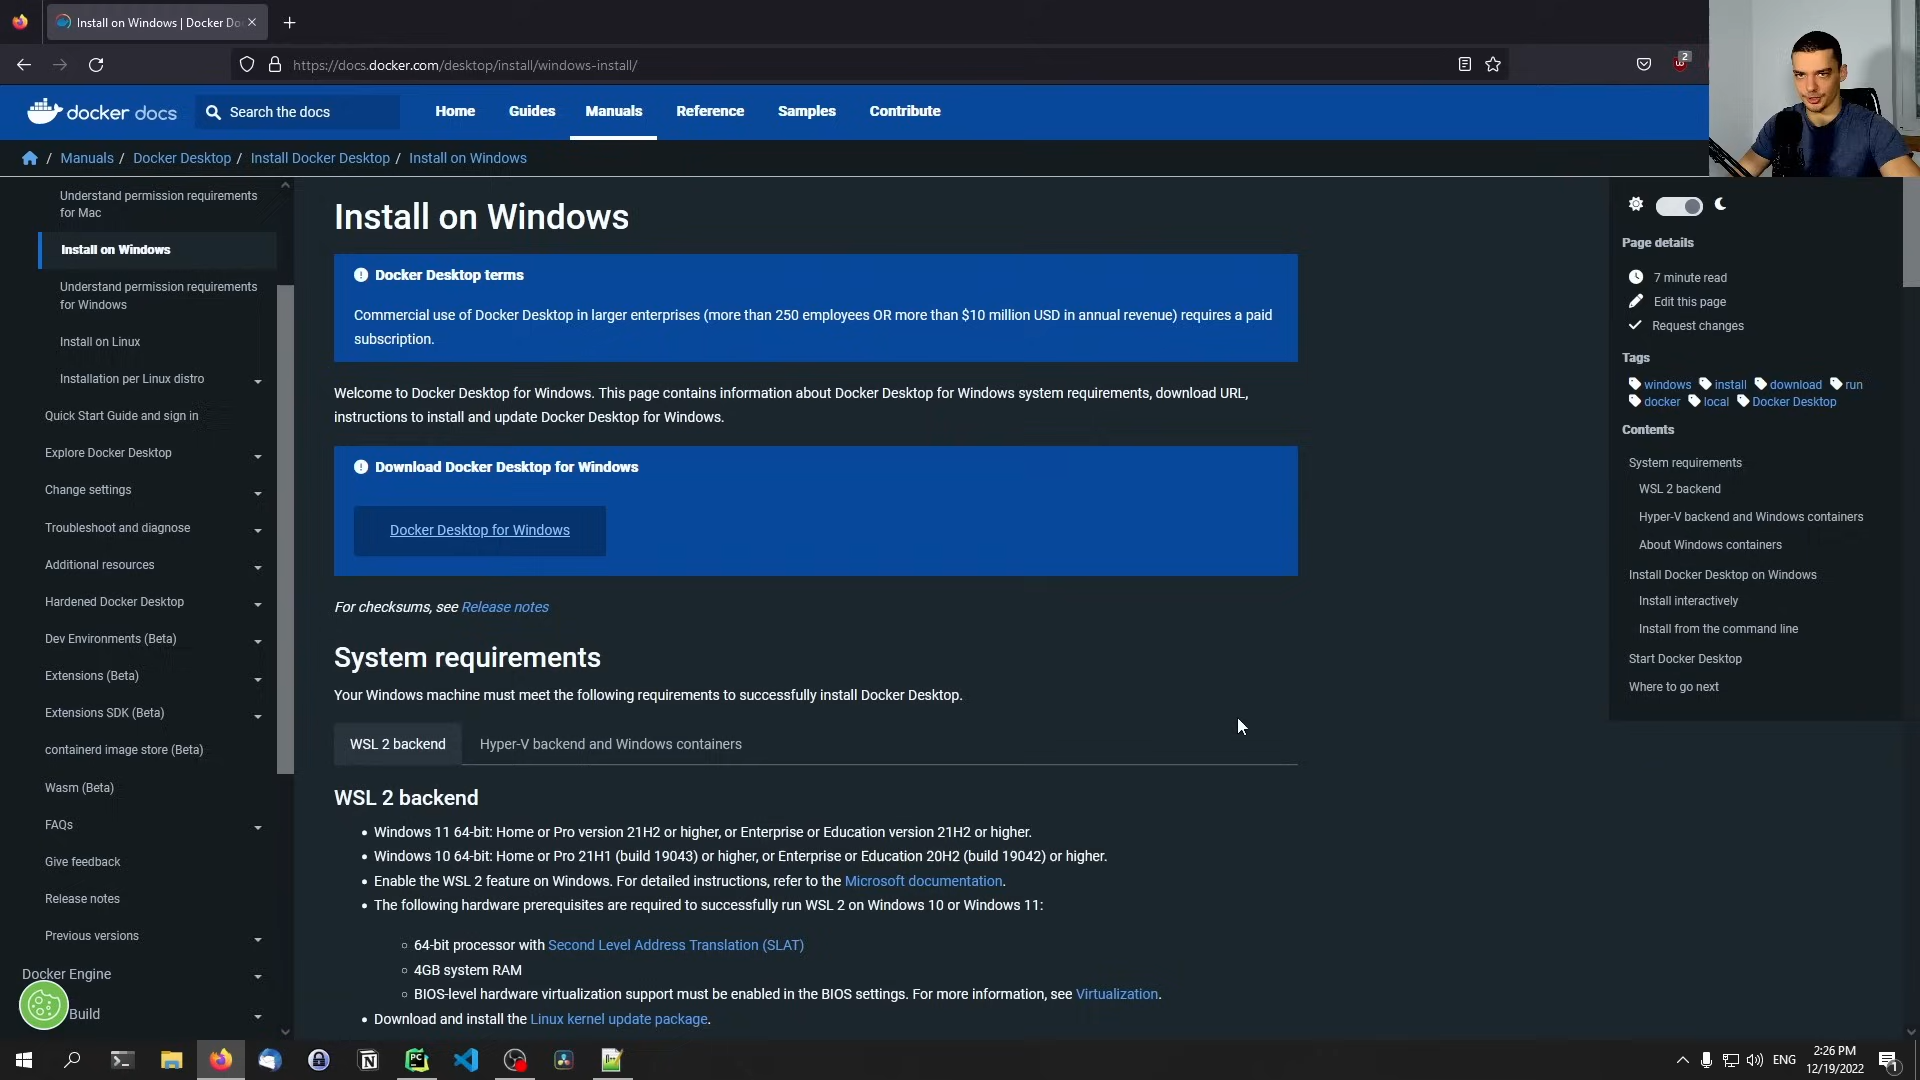 Install on Windows | Docker Do
https://docs.docker.com/desktop/install/windows-install/
2
docker docs
Search the docs
Home
Guides
Manuals
Reference
Samples
Contribute
/ Manuals / Docker Desktop / Install Docker Desktop / Install on Windows
Understand permission requirements
for Mac
Install on Windows
Understand permission requirements
for Windows
Install on Linux
Installation per Linux distro
Quick Start Guide and sign in
Explore Docker Desktop
Change settings
Troubleshoot and diagnose
Additional resources
Hardened Docker Desktop
Dev Environments (Beta)
Extensions (Beta)
Extensions SDK (Beta)
containerd image store (Beta)
Wasm (Beta)
FAQs
Give feedback
Release notes
Previous versions
Docker Engine
Build
Install on Windows
Docker Desktop terms
Commercial use of Docker Desktop in larger enterprises (more than 250 employees OR more than $10 million USD in annual revenue) requires a paid
subscription.
Welcome to Docker Desktop for Windows. This page contains information about Docker Desktop for Windows system requirements, download URL,
instructions to install and update Docker Desktop for Windows.
Download Docker Desktop for Windows
Docker Desktop for Windows
For checksums, see Release notes
System requirements
Your Windows machine must meet the following requirements to successfully install Docker Desktop.
WSL 2 backend
Hyper-V backend and Windows containers
WSL 2 backend
• Windows 11 64-bit: Home or Pro version 21H2 or higher, or Enterprise or Education version 21H2 or higher.
• Windows 10 64-bit: Home or Pro 21H1 (build 19043) or higher, or Enterprise or Education 20H2 (build 19042) or higher.
• Enable the WSL 2 feature on Windows. For detailed instructions, refer to the Microsoft documentation.
• The following hardware prerequisites are required to successfully run WSL 2 on Windows 10 or Windows 11:
◦ 64-bit processor with Second Level Address Translation (SLAT)
◦ 4GB system RAM
◦ BIOS-level hardware virtualization support must be enabled in the BIOS settings. For more information, see Virtualization.
• Download and install the Linux kernel update package.
Page details
7 minute read
Edit this page
Request changes
Tags
windows install download run
docker local Docker Desktop
Contents
System requirements
WSL 2 backend
Hyper-V backend and Windows containers
About Windows containers
Install Docker Desktop on Windows
Install interactively
Install from the command line
Start Docker Desktop
Where to go next
PC
ENG
2:26 PM
12/19/2022
1